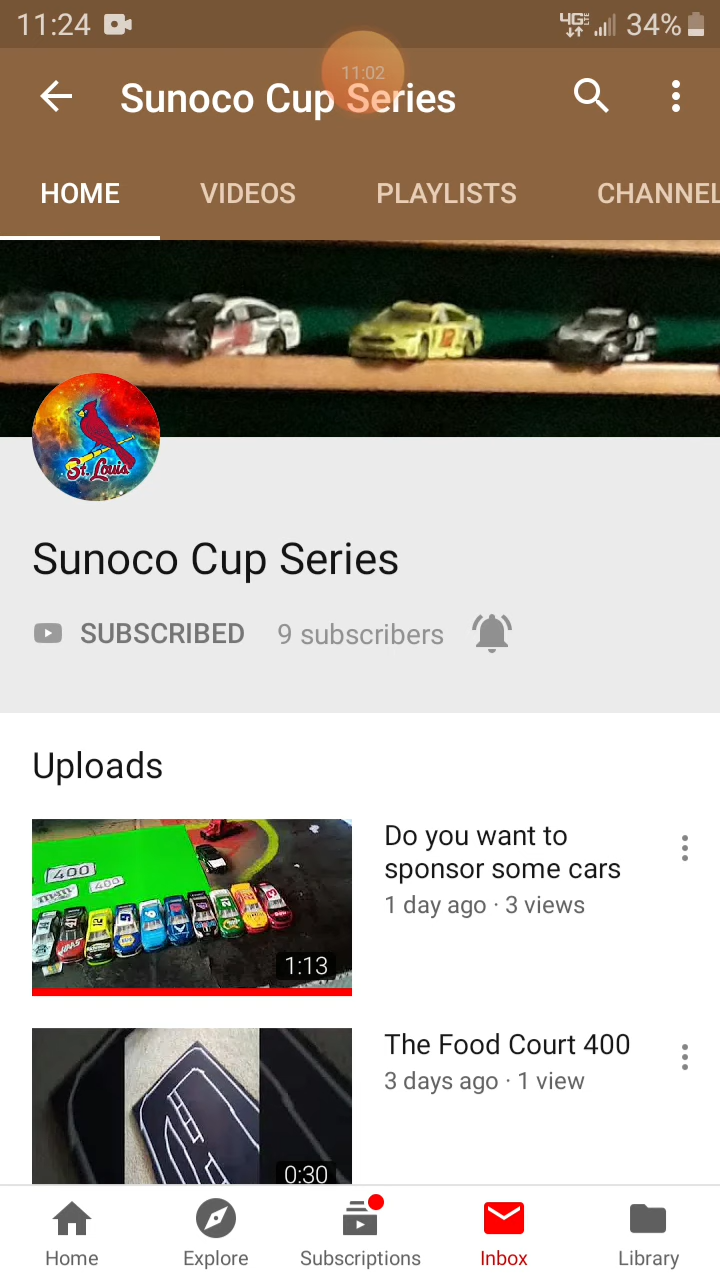 11:24 4G LTE 34%
11:02
Sunoco Cup Series
HOME VIDEOS PLAYLISTS CHANNEL
St. Louis
Sunoco Cup Series
SUBSCRIBED 9 subscribers
Uploads
400
400
Do you want to
sponsor some cars
1 day ago · 3 views
1:13
The Food Court 400
3 days ago · 1 view
0:30
Home Explore Subscriptions Inbox Library